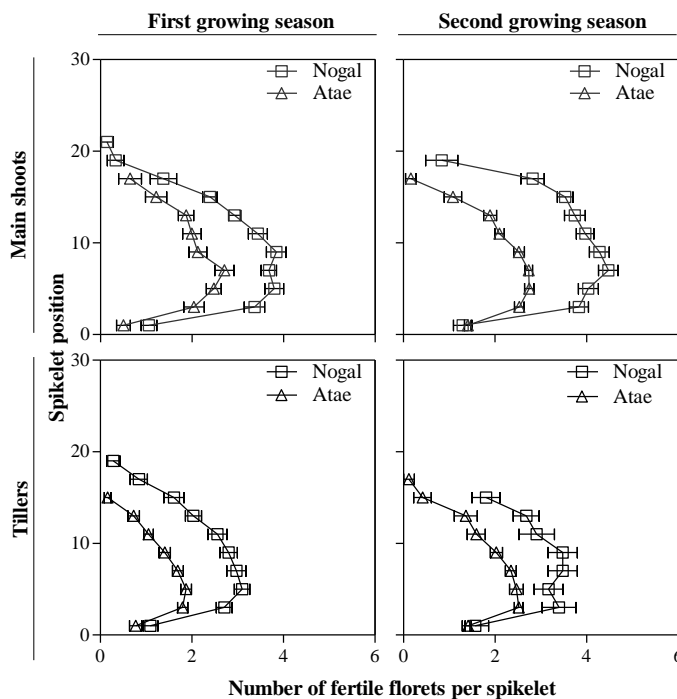 First growing season
Second growing season
Main shoots
Tillers
Spikelet position
30
20
10
0
Nogal
Atae
Nogal
Atae
30
20
10
0
0
2
4
6
Nogal
Atae
0
2
4
6
Nogal
Atae
Number of fertile florets per spikelet